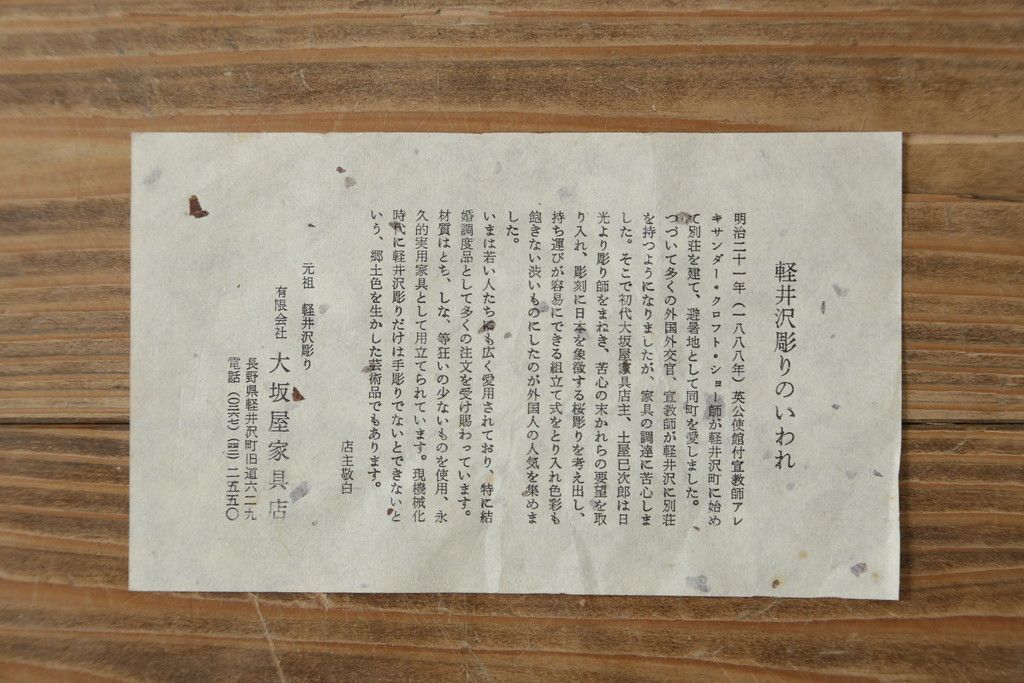 軽井沢彫りのいわれ
明治二十一年（一八八八年）英公使館付宣教師アレ
キサンダー・クロフト・ショー師が軽井沢町に始め
て別荘を建て、避暑地として同町を愛しました。
つづいて多くの外国外交官、宣教師が軽井沢に別荘
を持つようになりましたが、家具の調達に苦心しま
した。そこで初代大坂屋家具店主、土屋巳次郎は日
光より彫り師をまねき、苦心の末かれらの要望を取
り入れ、彫刻に日本を象徴する桜彫りを考え出し、
持ち運びが容易にできる組立て式をとり入れ色彩も
飽きない渋いものにしたのが外国人の人気を集めま
した。
いまは若い人たちにも広く愛用されており、特に結
婚調度品として多くの注文を受け賜わっています。
材質はとち、しな、等狂いの少ないものを使用、永
久的実用家具として用立てられています。現機械化
時代に軽井沢彫りだけは手彫りでないとできないと
いう、郷土色を生かした芸術品でもあります。
店主敬白
元祖 軽井沢彫り
有限会社 大坂屋家具店
長野県軽井沢町旧道六二九
電話（〇二六七）（四二）二五五〇